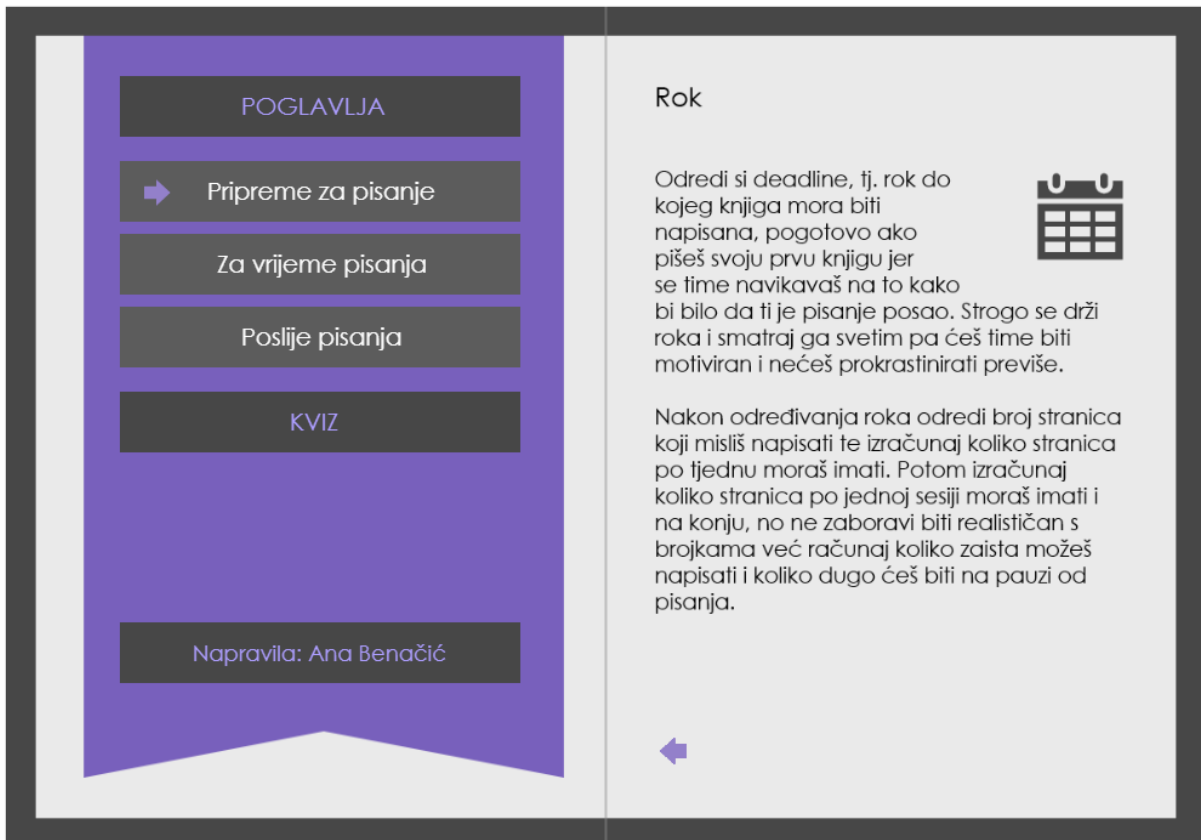 POGLAVLJA
Pripreme za pisanje
Za vrijeme pisanja
Poslije pisanja
KVIZ
Napravila: Ana Benačić
Rok
Odredi si deadline, tj. rok do
kojeg knjiga mora biti
napisana, pogotovo ako
pišeš svoju prvu knjigu jer
se time navikavaš na to kako
bi bilo da ti je pisanje posao. Strogo se drži
roka i smatraj ga svetim pa ćeš time biti
motiviran i nećeš prokrastinirati previše.
Nakon određivanja roka odredi broj stranica
koji misliš napisati te izračunaj koliko stranica
po tjednu moraš imati. Potom izračunaj
koliko stranica po jednoj sesiji moraš imati i
na konju, no ne zaboravi biti realističan s
brojkama već računaj koliko zaista možeš
napisati i koliko dugo ćeš biti na pauzi od
pisanja.